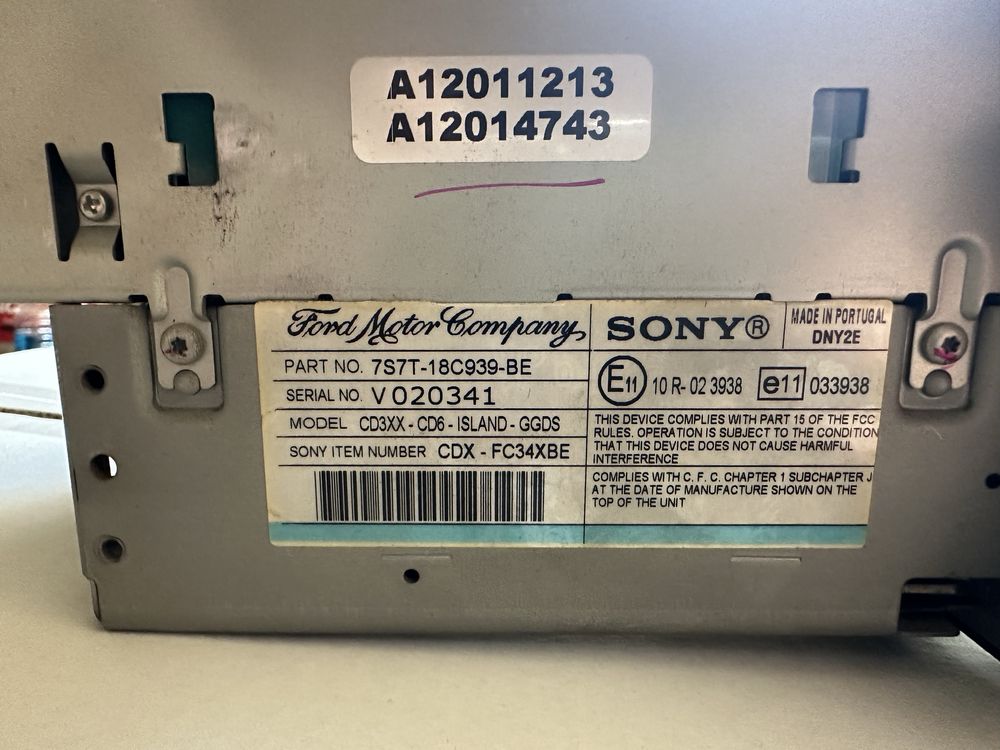 A12011213
A12014743
Ford Motor Company
PART NO. 7S7T-18C939-BE
SERIAL NO. V 020341
MODEL CD3XX - CD6 - ISLAND - GGDS
SONY ITEM NUMBER CDX - FC34XBE
SONY®
MADE IN PORTUGAL
DNY2E
E11 10 R- 02 3938 e11 033938
THIS DEVICE COMPLIES WITH PART 15 OF THE FCC
RULES. OPERATION IS SUBJECT TO THE CONDITION
THAT THIS DEVICE DOES NOT CAUSE HARMFUL
INTERFERENCE
COMPLIES WITH C. F. C. CHAPTER 1 SUBCHAPTER J
AT THE DATE OF MANUFACTURE SHOWN ON THE
TOP OF THE UNIT